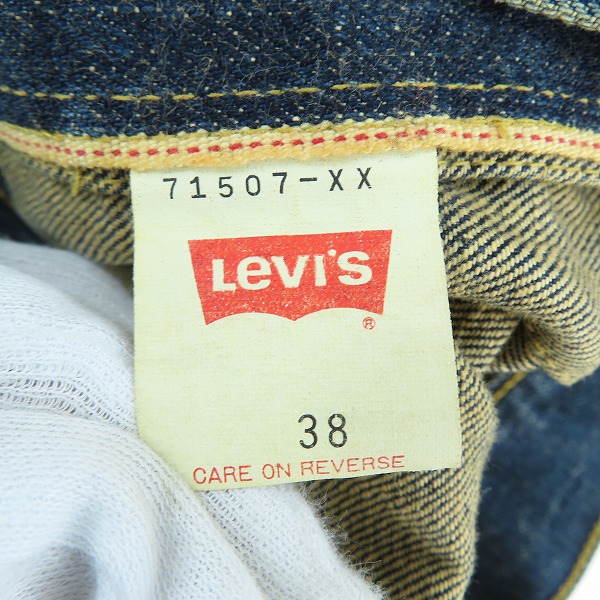 71507-XX
Levi's
®
38
CARE ON REVERSE